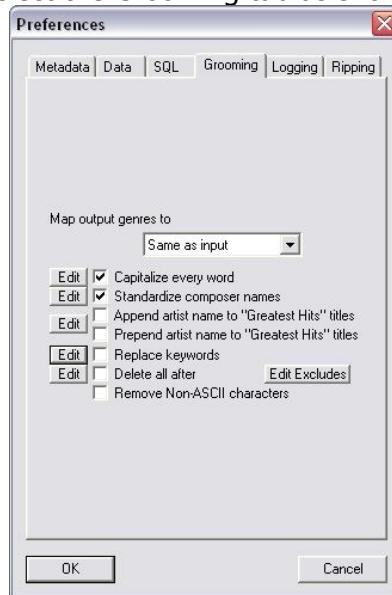 Preferences
Metadata Data SQL Grooming Logging Ripping
Map output genres to
Same as input
Edit Capitalize every word
Edit Standardize composer names
Edit Append artist name to "Greatest Hits" titles
Prepend artist name to "Greatest Hits" titles
Edit Replace keywords
Edit Delete all after Edit Excludes
Remove Non-ASCII characters
OK Cancel